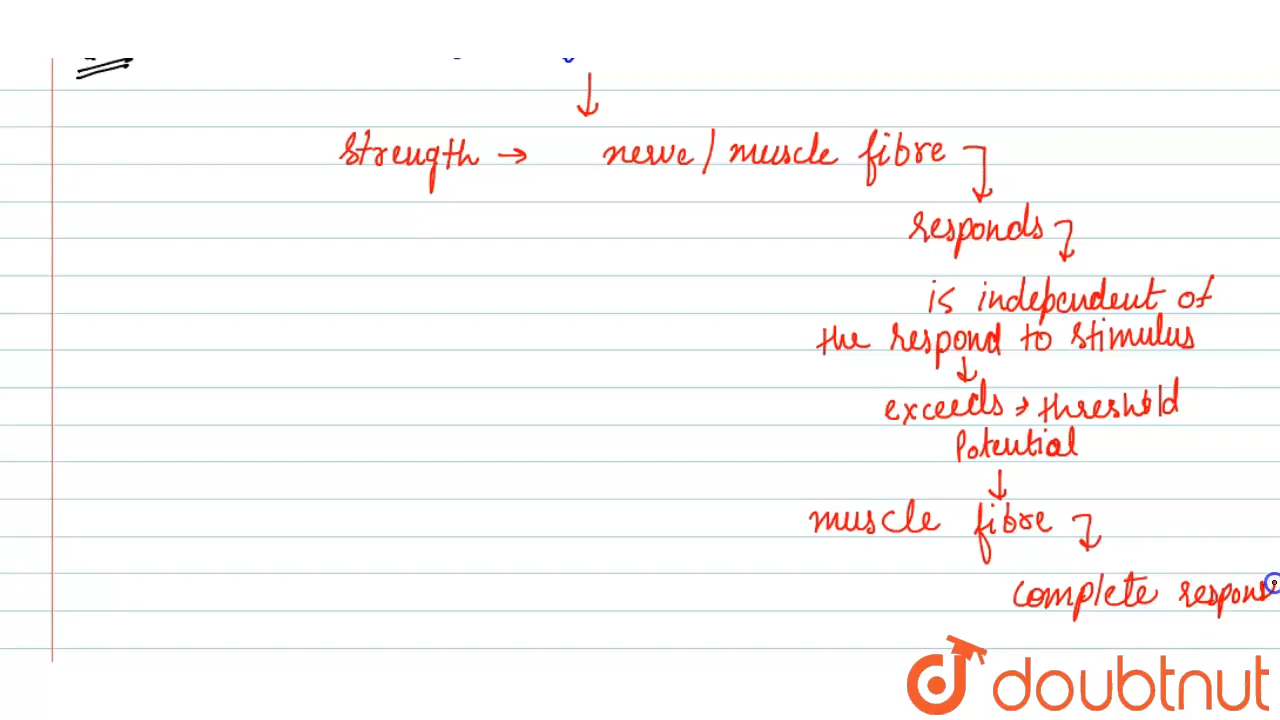 strength → nerve / muscle fibre
responds
is independent of
the respond to stimulus
exceeds → threshold
Potential
muscle fibre
complete respons
doubtnut